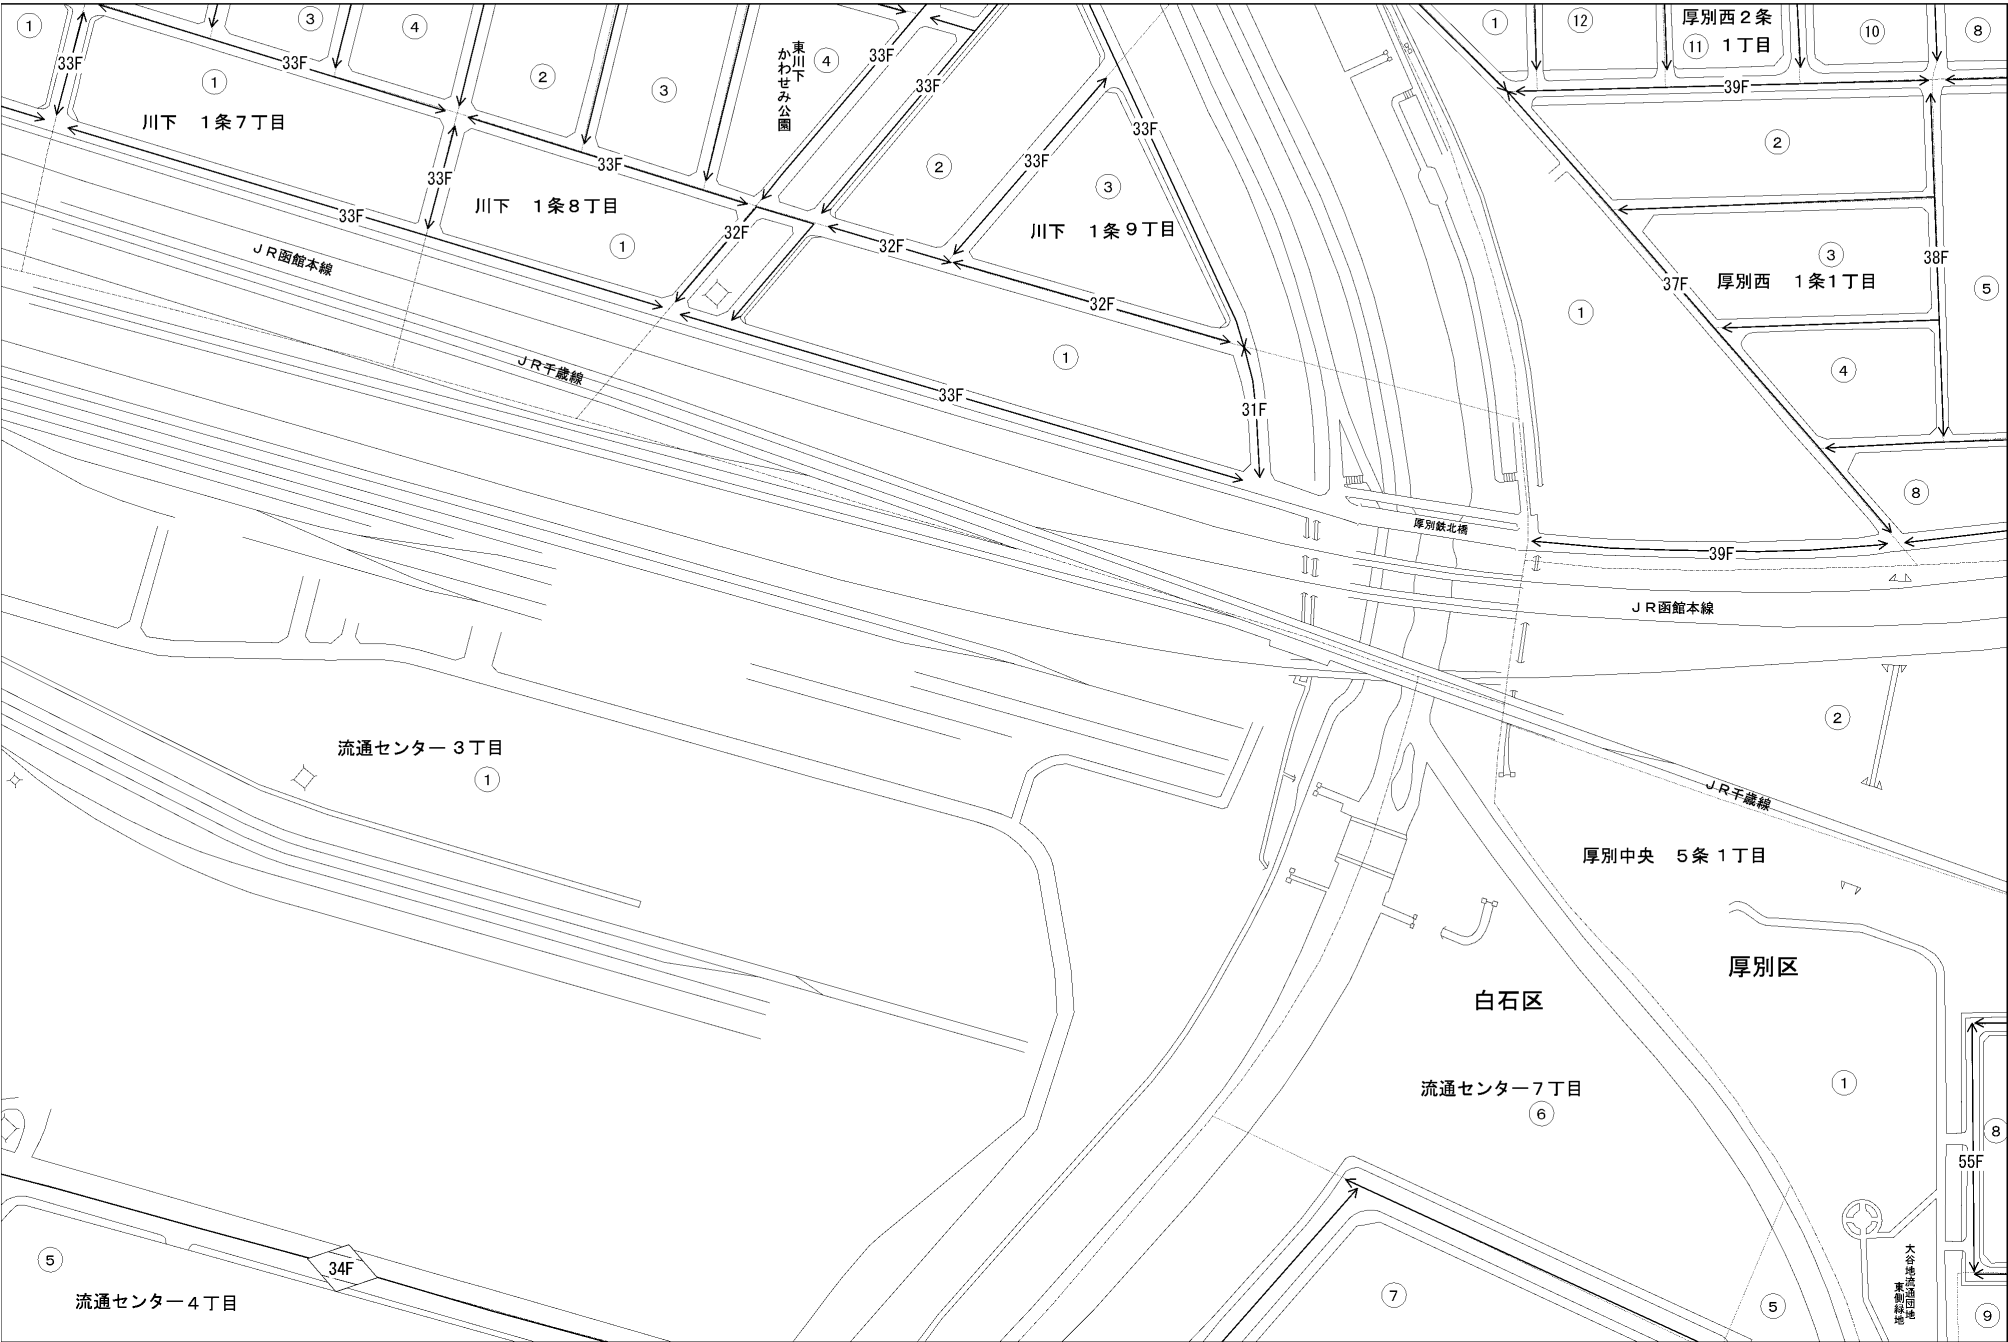 ①
③
④
12
厚別西２条
11 １丁目
①
⑩
⑧
33F
33F
①
②
③
東川下
かわせみ公園
④
33F
33F
39F
川下　１条７丁目
33F
33F
33F
33F
②
33F
③
②
33F
川下　１条８丁目
①
32F
32F
川下　１条９丁目
38F
③
厚別西　１条１丁目
37F
⑤
ＪＲ函館本線
32F
①
ＪＲ千歳線
①
④
33F
31F
⑧
厚別鉄北橋
39F
ＪＲ函館本線
②
流通センター３丁目
①
ＪＲ千歳線
厚別中央　５条１丁目
厚別区
白石区
流通センター７丁目
⑥
①
⑧
55F
⑤
34F
流通センター４丁目
⑦
⑤
大谷地流通団地
東側緑地
⑨